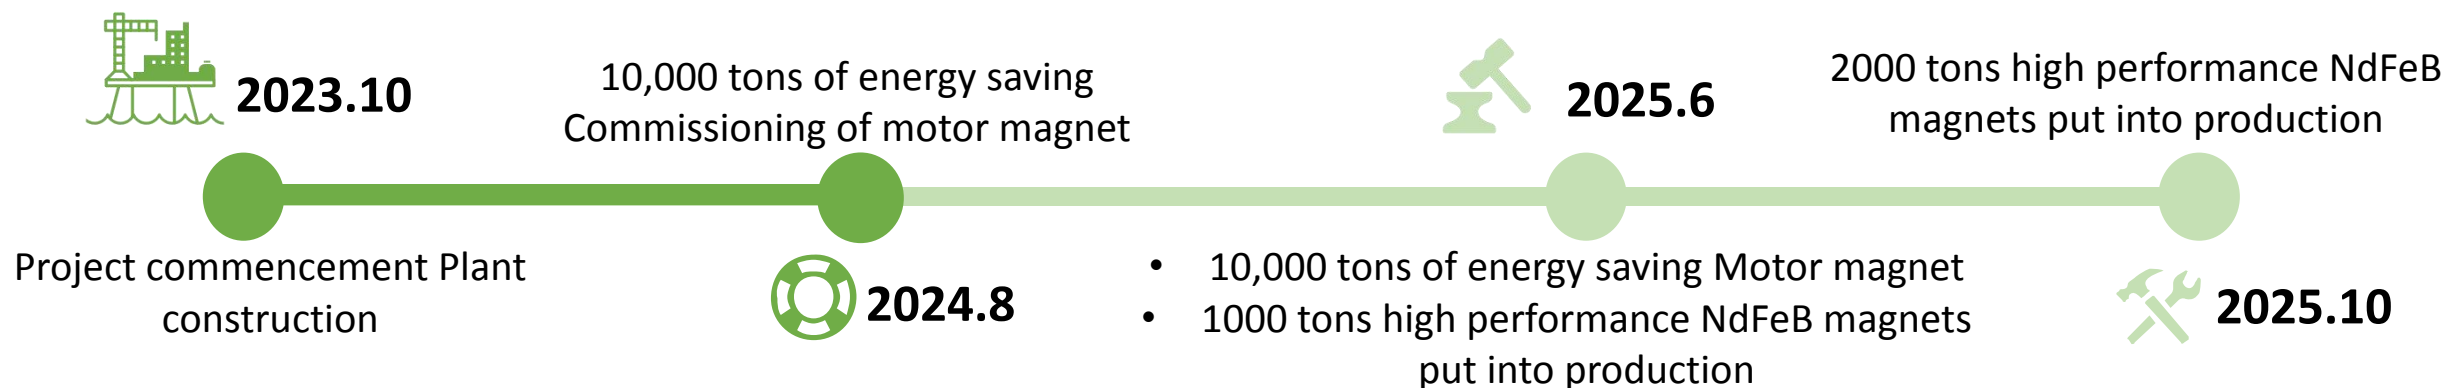 2023.10
Project commencement Plant
construction
10,000 tons of energy saving
Commissioning of motor magnet
2024.8
2025.6
• 10,000 tons of energy saving Motor magnet
• 1000 tons high performance NdFeB magnets
put into production
2000 tons high performance NdFeB
magnets put into production
2025.10